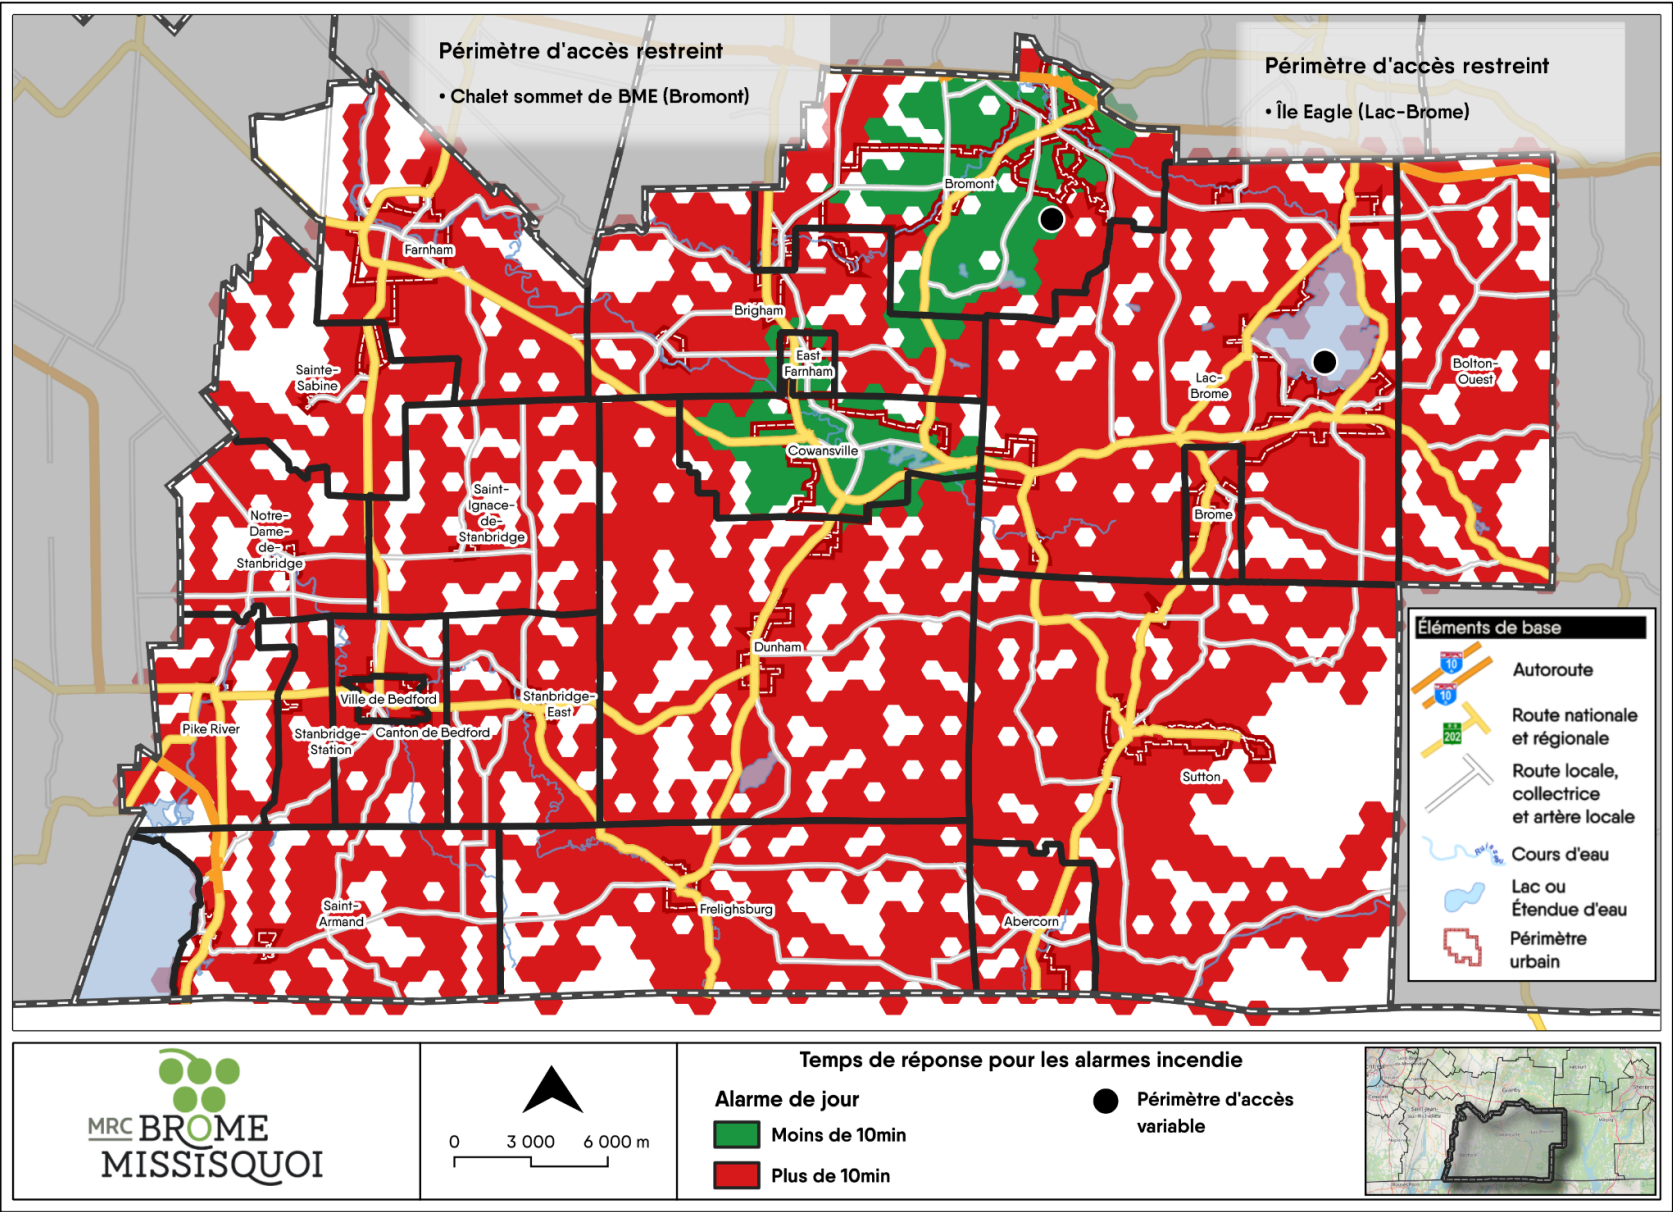 Périmètre d'accès restreint
• Chalet sommet de BME (Bromont)
Périmètre d'accès restreint
• Île Eagle (Lac-Brome)
Bromont
Farnham
Brigham
East
Farnham
Sainte-
Sabine
Lac-
Brome
Bolton-
Ouest
Cowansville
Saint-
Ignace-
de-
Stanbridge
Notre-
Dame-
de-
Stanbridge
Brome
Dunham
Ville de Bedford
Stanbridge-
East
Pike River
Stanbridge-
Station
Canton de Bedford
Sutton
Saint-
Armand
Frelighsburg
Abercorn
Éléments de base
10
10
Autoroute
202
Route nationale
et régionale
Route locale,
collectrice
et artère locale
Cours d'eau
Lac ou
Étendue d'eau
Périmètre
urbain
MRC BROME
MISSISQUOI
0 3 000 6 000 m
Temps de réponse pour les alarmes incendie
Alarme de jour
Moins de 10min
Plus de 10min
Périmètre d'accès
variable